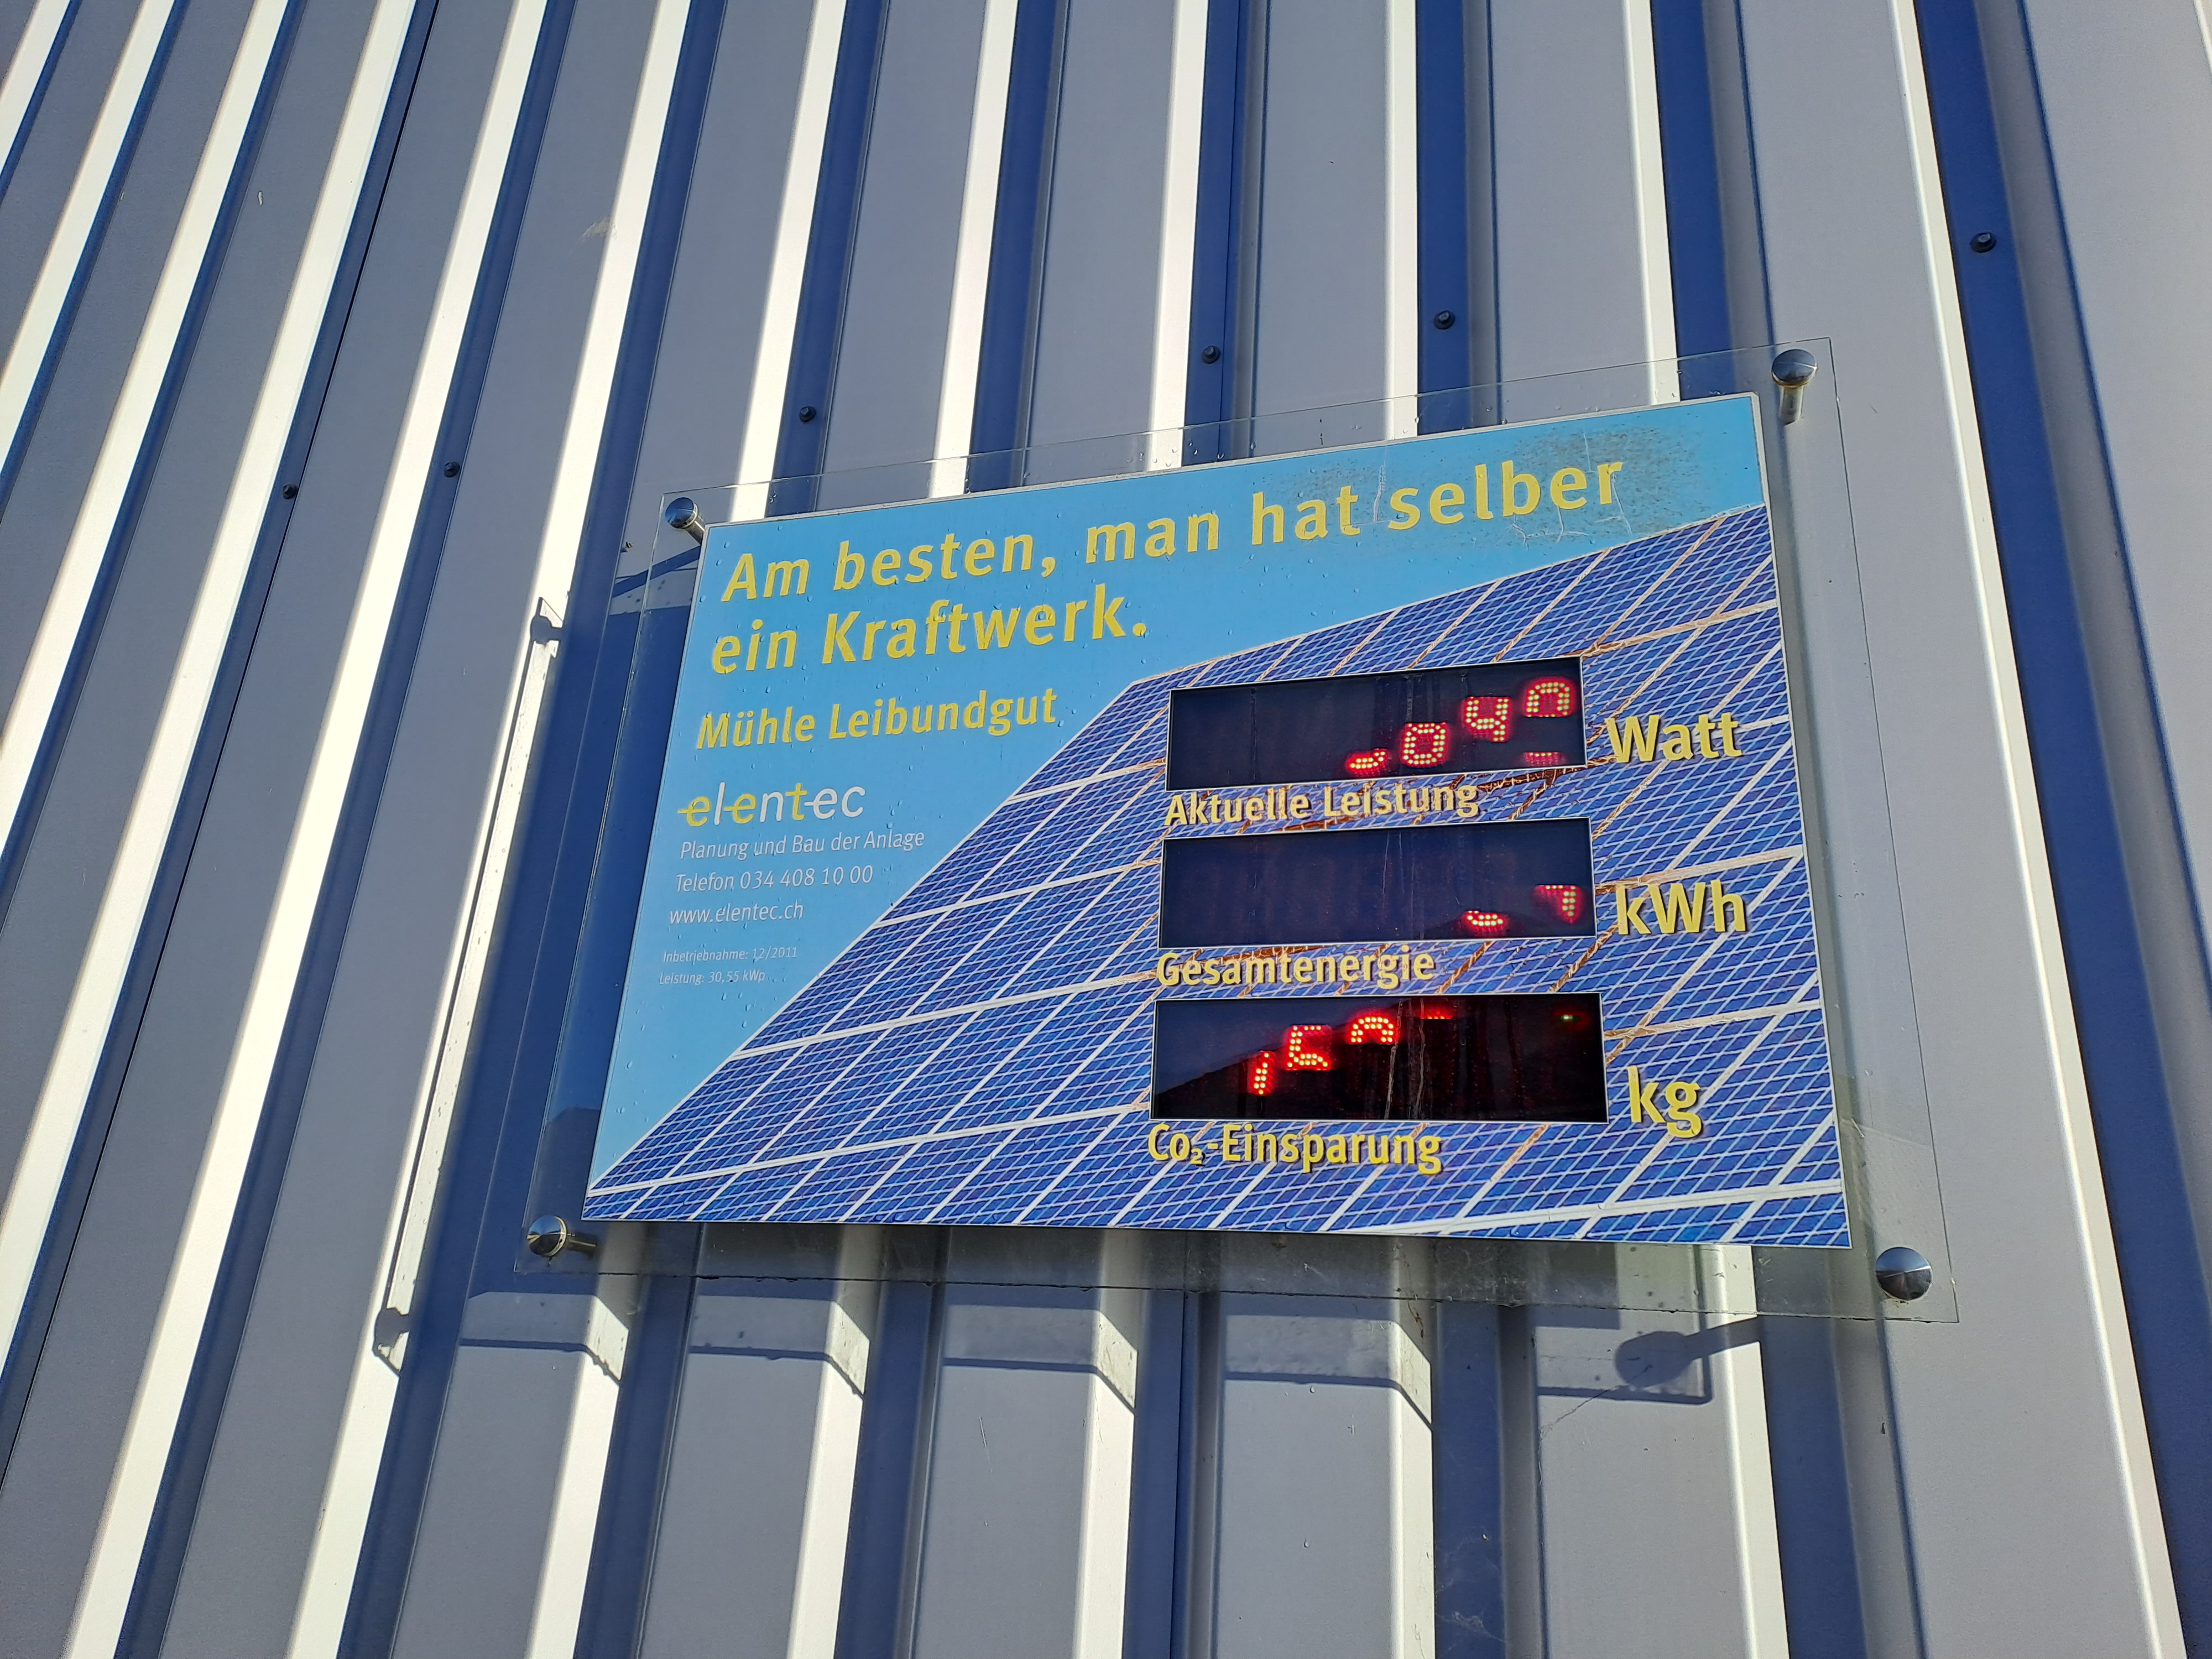 Am besten, man hat selber
ein Kraftwerk.
Mühle Leibundgut
elentec
Planung und Bau der Anlage
Telefon 034 408 10 00
www.elentec.ch
Inbetriebnahme: 12/2011
Leistung: 30,55 kWp
Watt
Aktuelle Leistung
kWh
Gesamtenergie
kg
Co₂-Einsparung